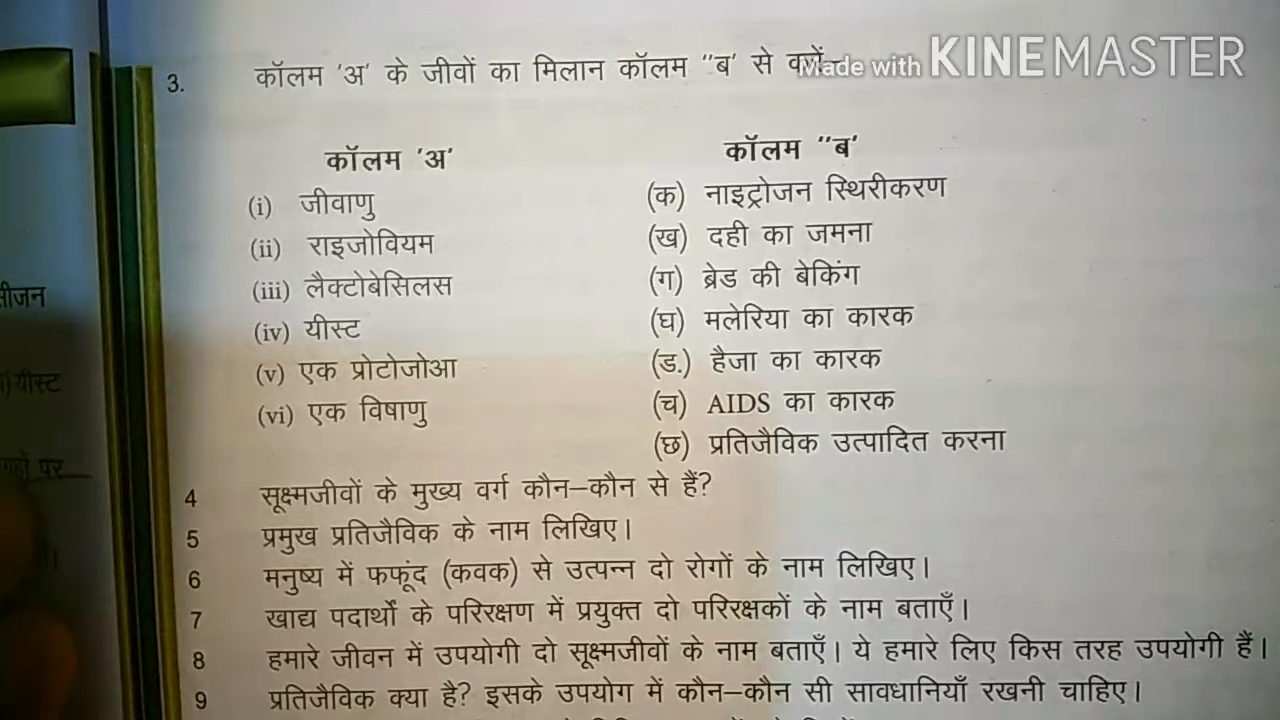 3. कॉलम 'अ' के जीवों का मिलान कॉलम ''ब' से करें–
Made with KINEMASTER
कॉलम 'अ' कॉलम ''ब'
(i) जीवाणु (क) नाइट्रोजन स्थिरीकरण
(ii) राइजोवियम (ख) दही का जमना
(iii) लैक्टोबेसिलस (ग) ब्रेड की बेकिंग
(iv) यीस्ट (घ) मलेरिया का कारक
(v) एक प्रोटोजोआ (ड.) हैजा का कारक
(vi) एक विषाणु (च) AIDS का कारक
(छ) प्रतिजैविक उत्पादित करना
4 सूक्ष्मजीवों के मुख्य वर्ग कौन–कौन से हैं?
5 प्रमुख प्रतिजैविक के नाम लिखिए।
6 मनुष्य में फफूंद (कवक) से उत्पन्न दो रोगों के नाम लिखिए।
7 खाद्य पदार्थों के परिरक्षण में प्रयुक्त दो परिरक्षकों के नाम बताएँ।
8 हमारे जीवन में उपयोगी दो सूक्ष्मजीवों के नाम बताएँ। ये हमारे लिए किस तरह उपयोगी हैं।
9 प्रतिजैविक क्या है? इसके उपयोग में कौन–कौन सी सावधानियाँ रखनी चाहिए।
यीस्ट
पर